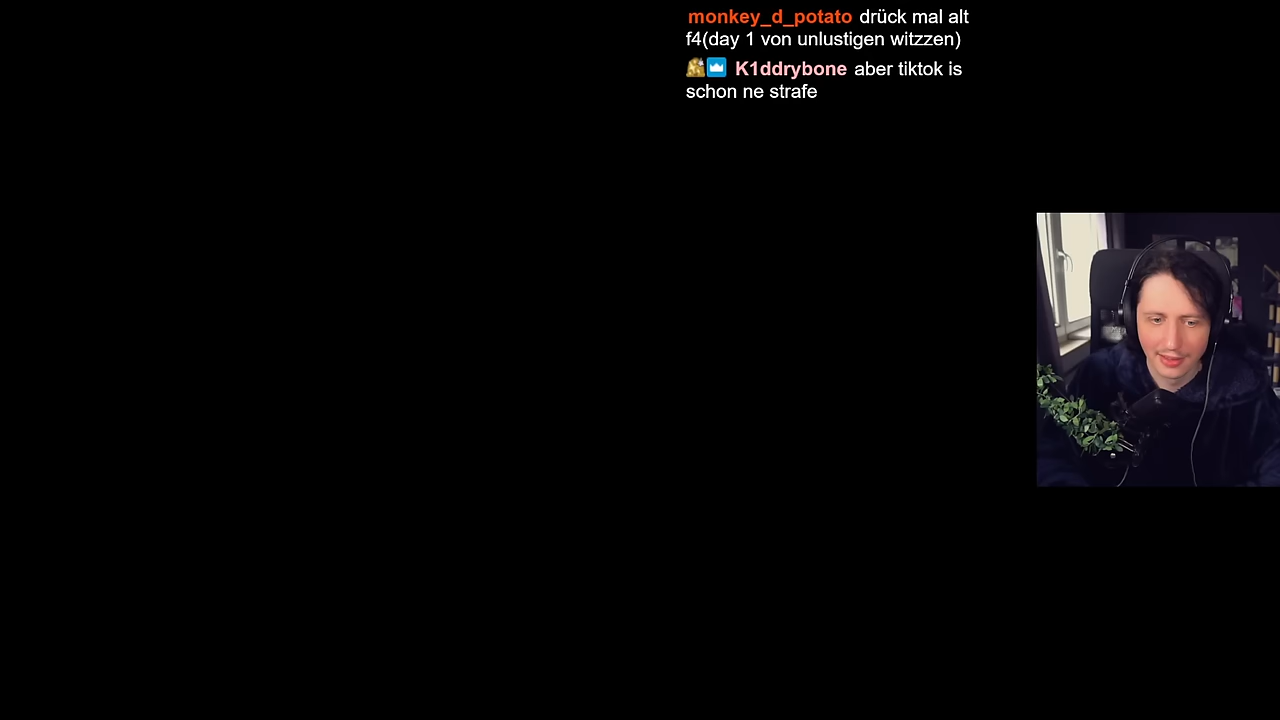 monkey_d_potato drück mal alt
f4(day 1 von unlustigen witzzen)
K1ddrybone aber tiktok is
schon ne strafe